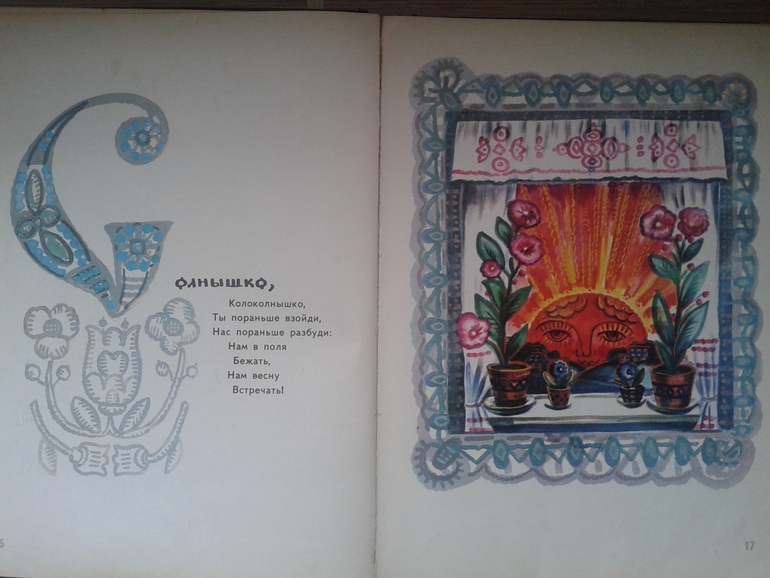 Солнышко,
Колоколнышко,
Ты пораньше взойди,
Нас пораньше разбуди:
Нам в поля
Бежать,
Нам весну
Встречать!
17